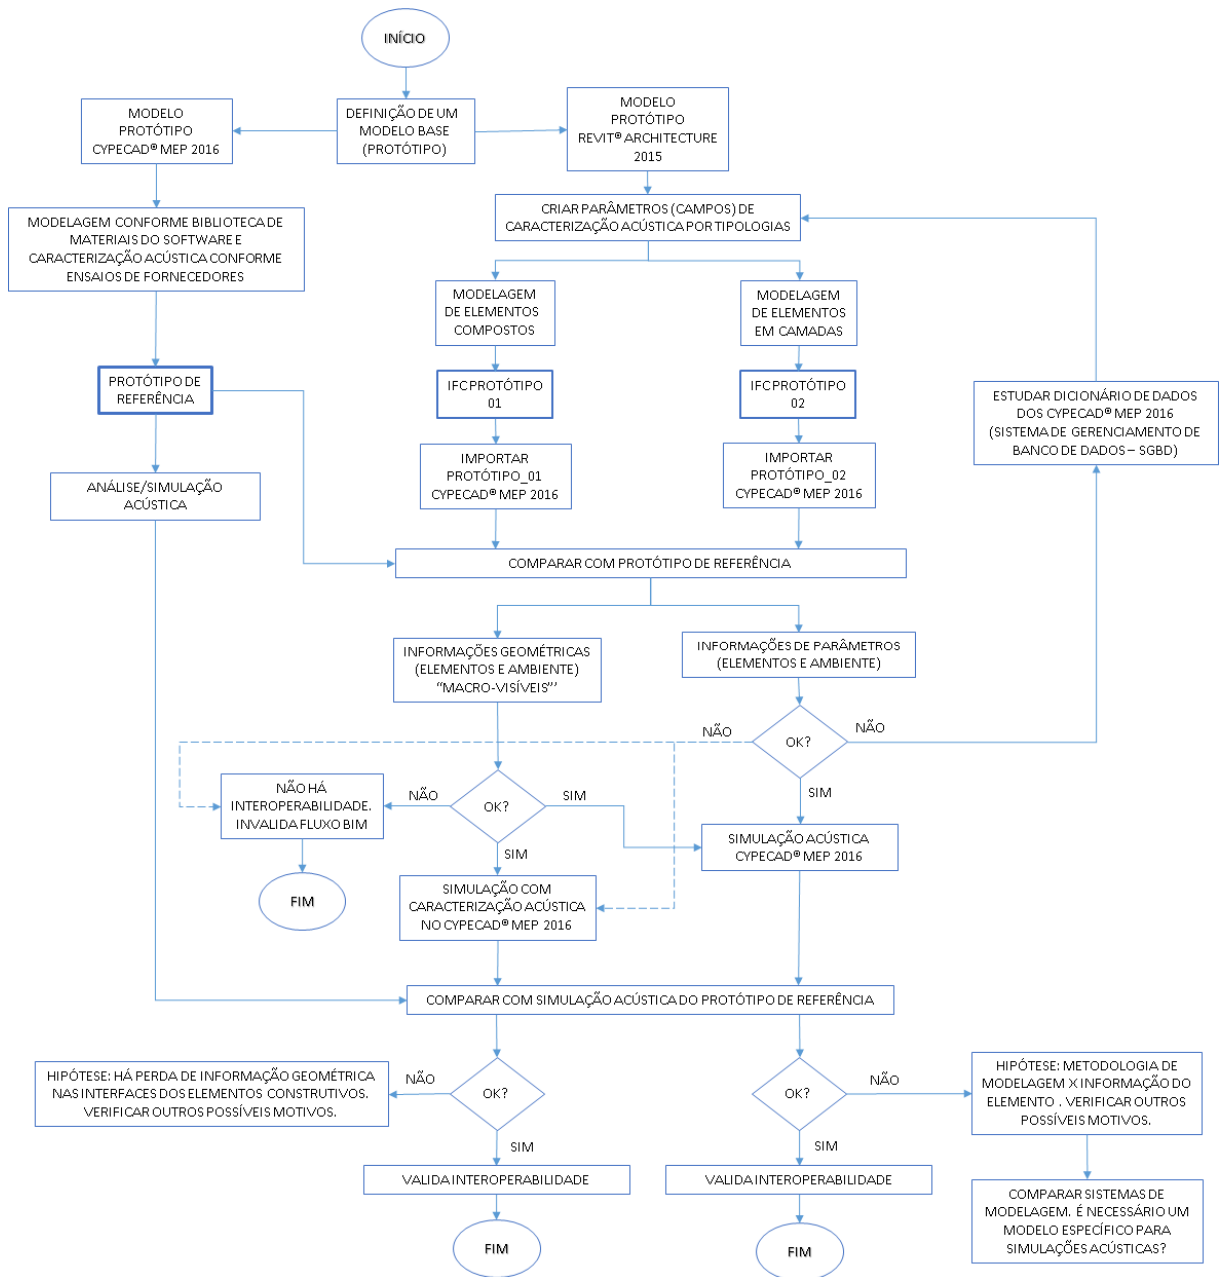 INÍCIO
MODELO
PROTÓTIPO
CYPECAD® MEP 2016
DEFINIÇÃO DE UM
MODELO BASE
(PROTÓTIPO)
MODELO
PROTÓTIPO
REVIT® ARCHITECTURE
2015
MODELAGEM CONFORME BIBLIOTECA DE
MATERIAIS DO SOFTWARE E
CARACTERIZAÇÃO ACÚSTICA CONFORME
ENSAIOS DE FORNECEDORES
CRIAR PARÂMETROS (CAMPOS) DE
CARACTERIZAÇÃO ACÚSTICA POR TIPOLOGIAS
MODELAGEM
DE ELEMENTOS
COMPOSTOS
MODELAGEM
DE ELEMENTOS
EM CAMADAS
PROTÓTIPO DE
REFERÊNCIA
IFC PROTÓTIPO
01
IFC PROTÓTIPO
02
ESTUDAR DICIONÁRIO DE DADOS
DOS CYPECAD® MEP 2016
(SISTEMA DE GERENCIAMENTO DE
BANCO DE DADOS – SGBD)
IMPORTAR
PROTÓTIPO_01
CYPECAD® MEP 2016
IMPORTAR
PROTÓTIPO_02
CYPECAD® MEP 2016
ANÁLISE/SIMULAÇÃO
ACÚSTICA
COMPARAR COM PROTÓTIPO DE REFERÊNCIA
INFORMAÇÕES GEOMÉTRICAS
(ELEMENTOS E AMBIENTE)
“MACRO-VISÍVEIS”’
INFORMAÇÕES DE PARÂMETROS
(ELEMENTOS E AMBIENTE)
NÃO
OK?
NÃO
SIM
NÃO HÁ
INTEROPERABILIDADE.
INVALIDA FLUXO BIM
NÃO
OK?
SIM
SIM
SIMULAÇÃO ACÚSTICA
CYPECAD® MEP 2016
FIM
SIMULAÇÃO COM
CARACTERIZAÇÃO ACÚSTICA
NO CYPECAD® MEP 2016
COMPARAR COM SIMULAÇÃO ACÚSTICA DO PROTÓTIPO DE REFERÊNCIA
HIPÓTESE: HÁ PERDA DE INFORMAÇÃO GEOMÉTRICA
NAS INTERFACES DOS ELEMENTOS CONSTRUTIVOS.
VERIFICAR OUTROS POSSÍVEIS MOTIVOS.
NÃO
OK?
SIM
OK?
NÃO
SIM
HIPÓTESE: METODOLOGIA DE
MODELAGEM X INFORMAÇÃO DO
ELEMENTO . VERIFICAR OUTROS
POSSÍVEIS MOTIVOS.
VALIDA INTEROPERABILIDADE
VALIDA INTEROPERABILIDADE
COMPARAR SISTEMAS DE
MODELAGEM. É NECESSÁRIO UM
MODELO ESPECÍFICO PARA
SIMULAÇÕES ACÚSTICAS?
FIM
FIM